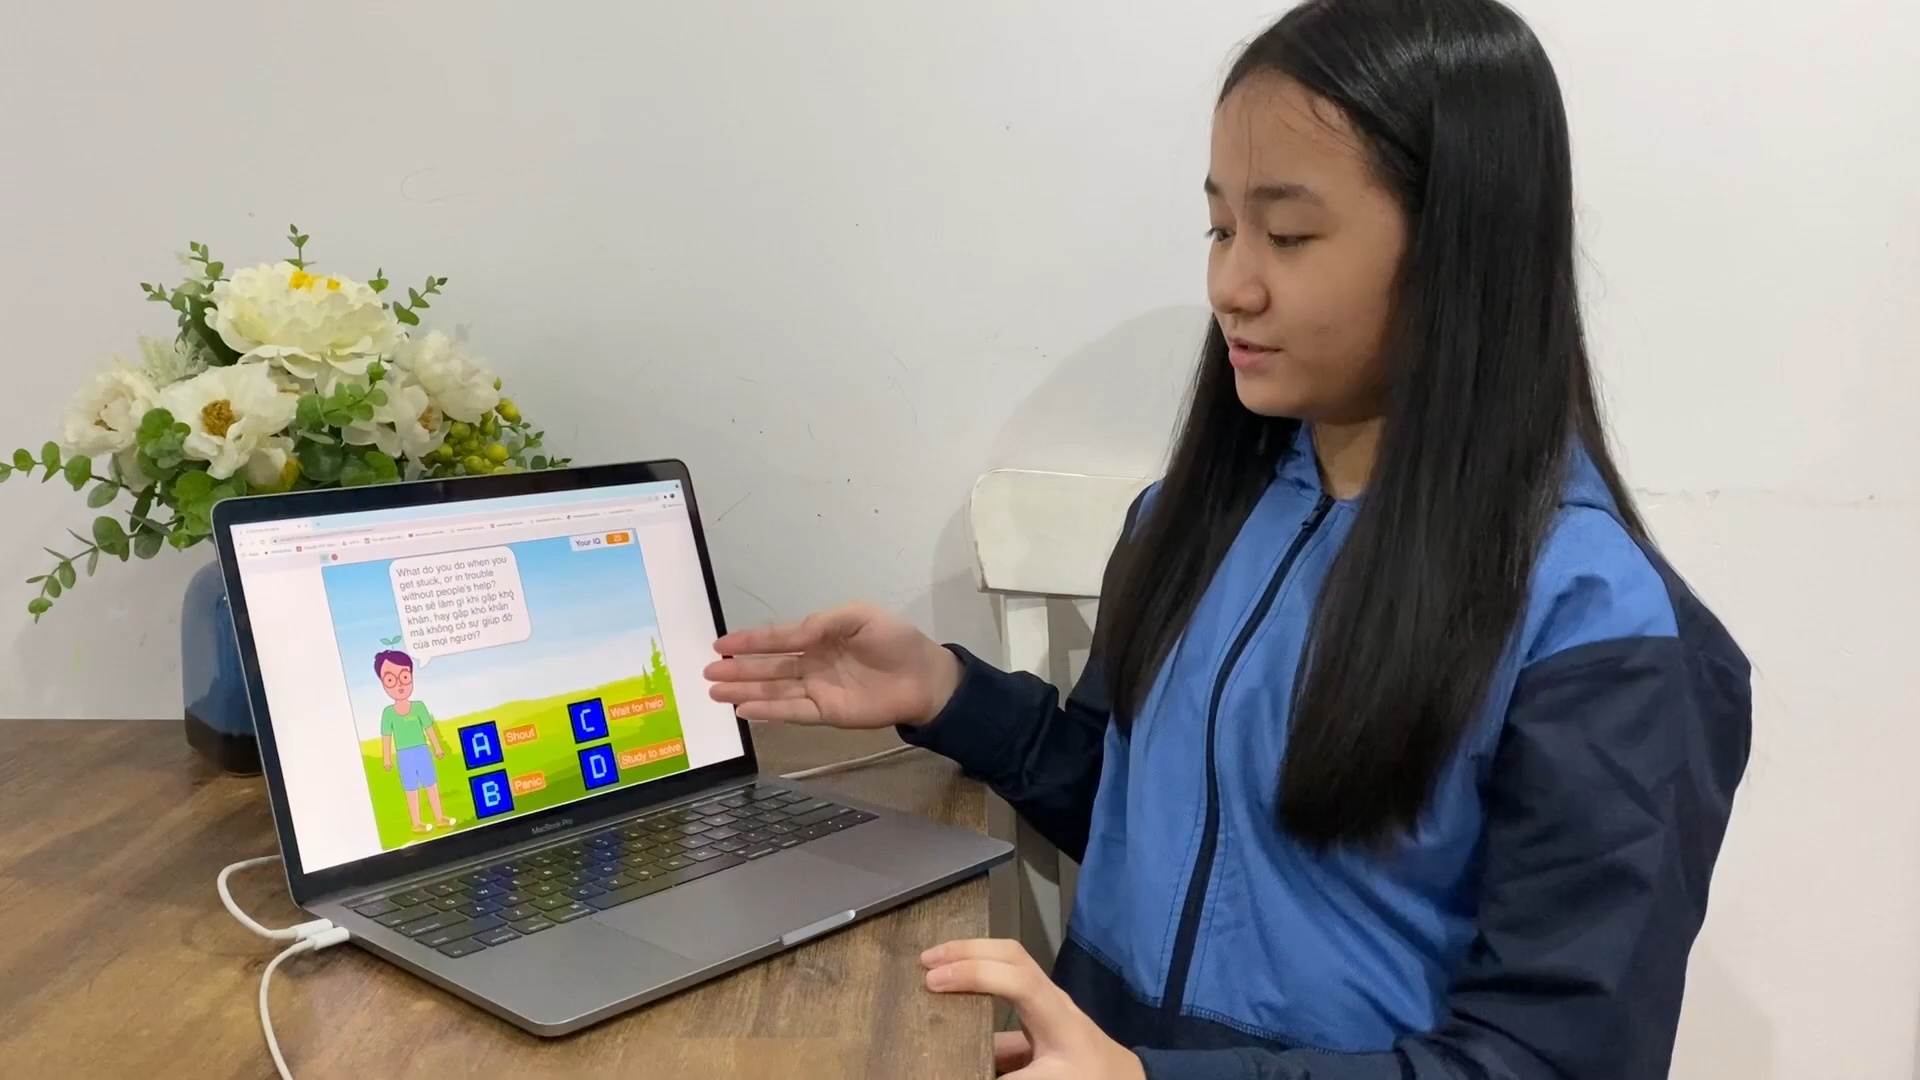 Your IQ 25
What do you do when you
get stuck, or in trouble
without people's help?
Bạn sẽ làm gì khi gặp khó
khăn, hay gặp khó khăn
mà không có sự giúp đỡ
của mọi người?
A Shout
C Wait for help
B Panic
D Study to solve
MacBook Pro